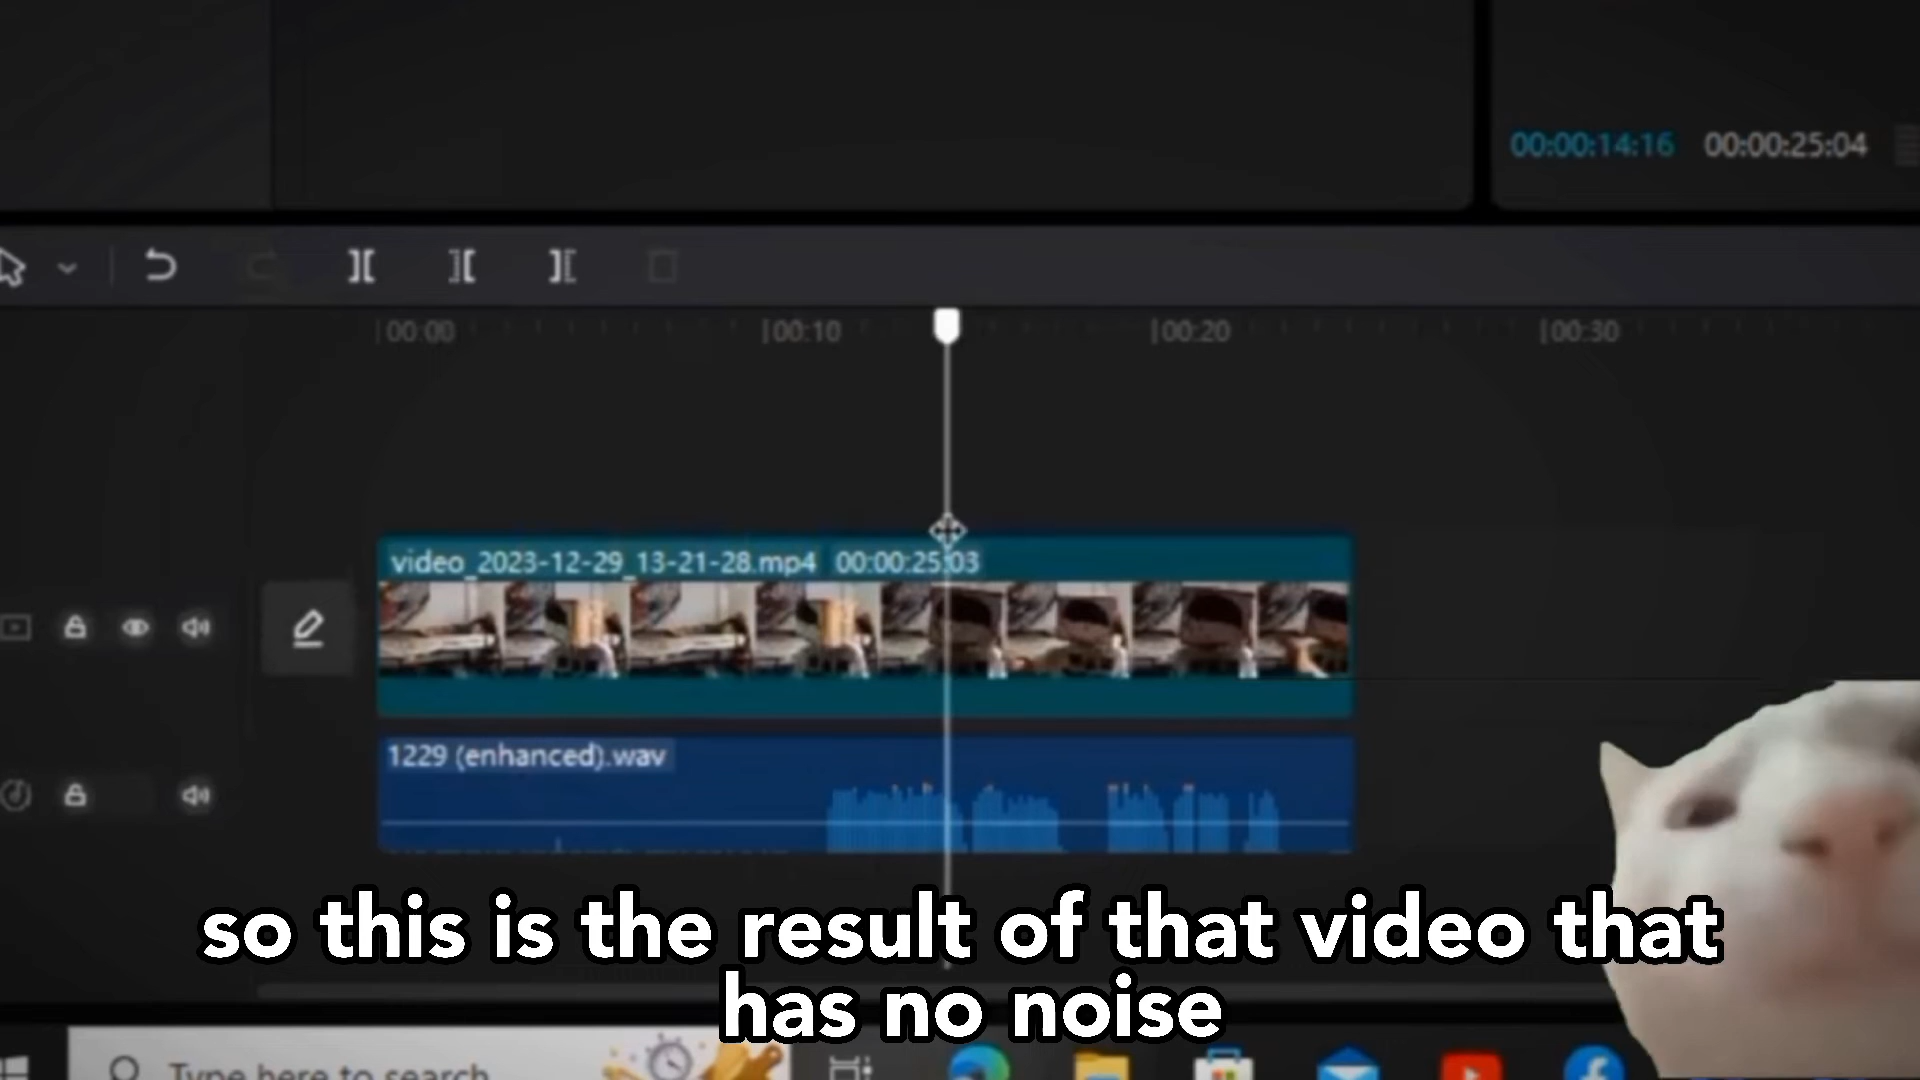 00:00:14:16 00:00:25:04
00:00 00:10 00:20 00:30
video_2023-12-29_13-21-28.mp4 00:00:25:03
1229 (enhanced).wav
so this is the result of that video that
has no noise
Type here to search